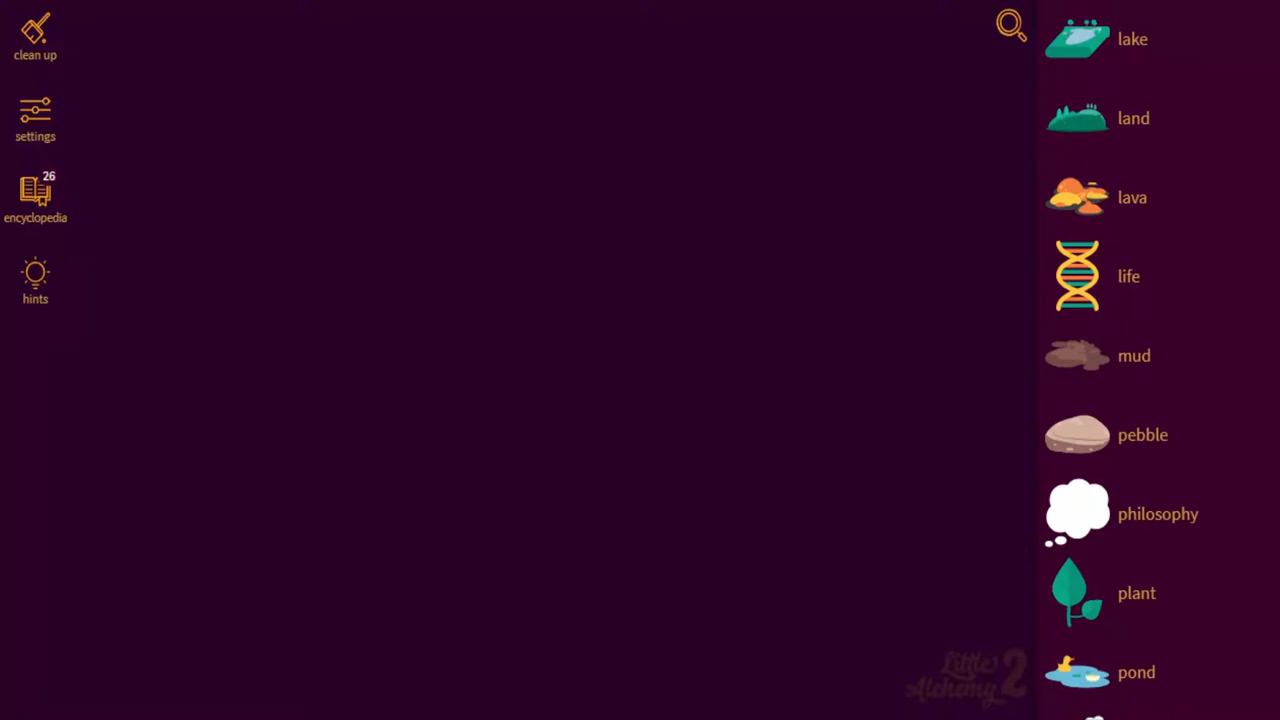 clean up
settings
26
encyclopedia
hints
lake
land
lava
life
mud
pebble
philosophy
plant
pond
Little
Alchemy 2